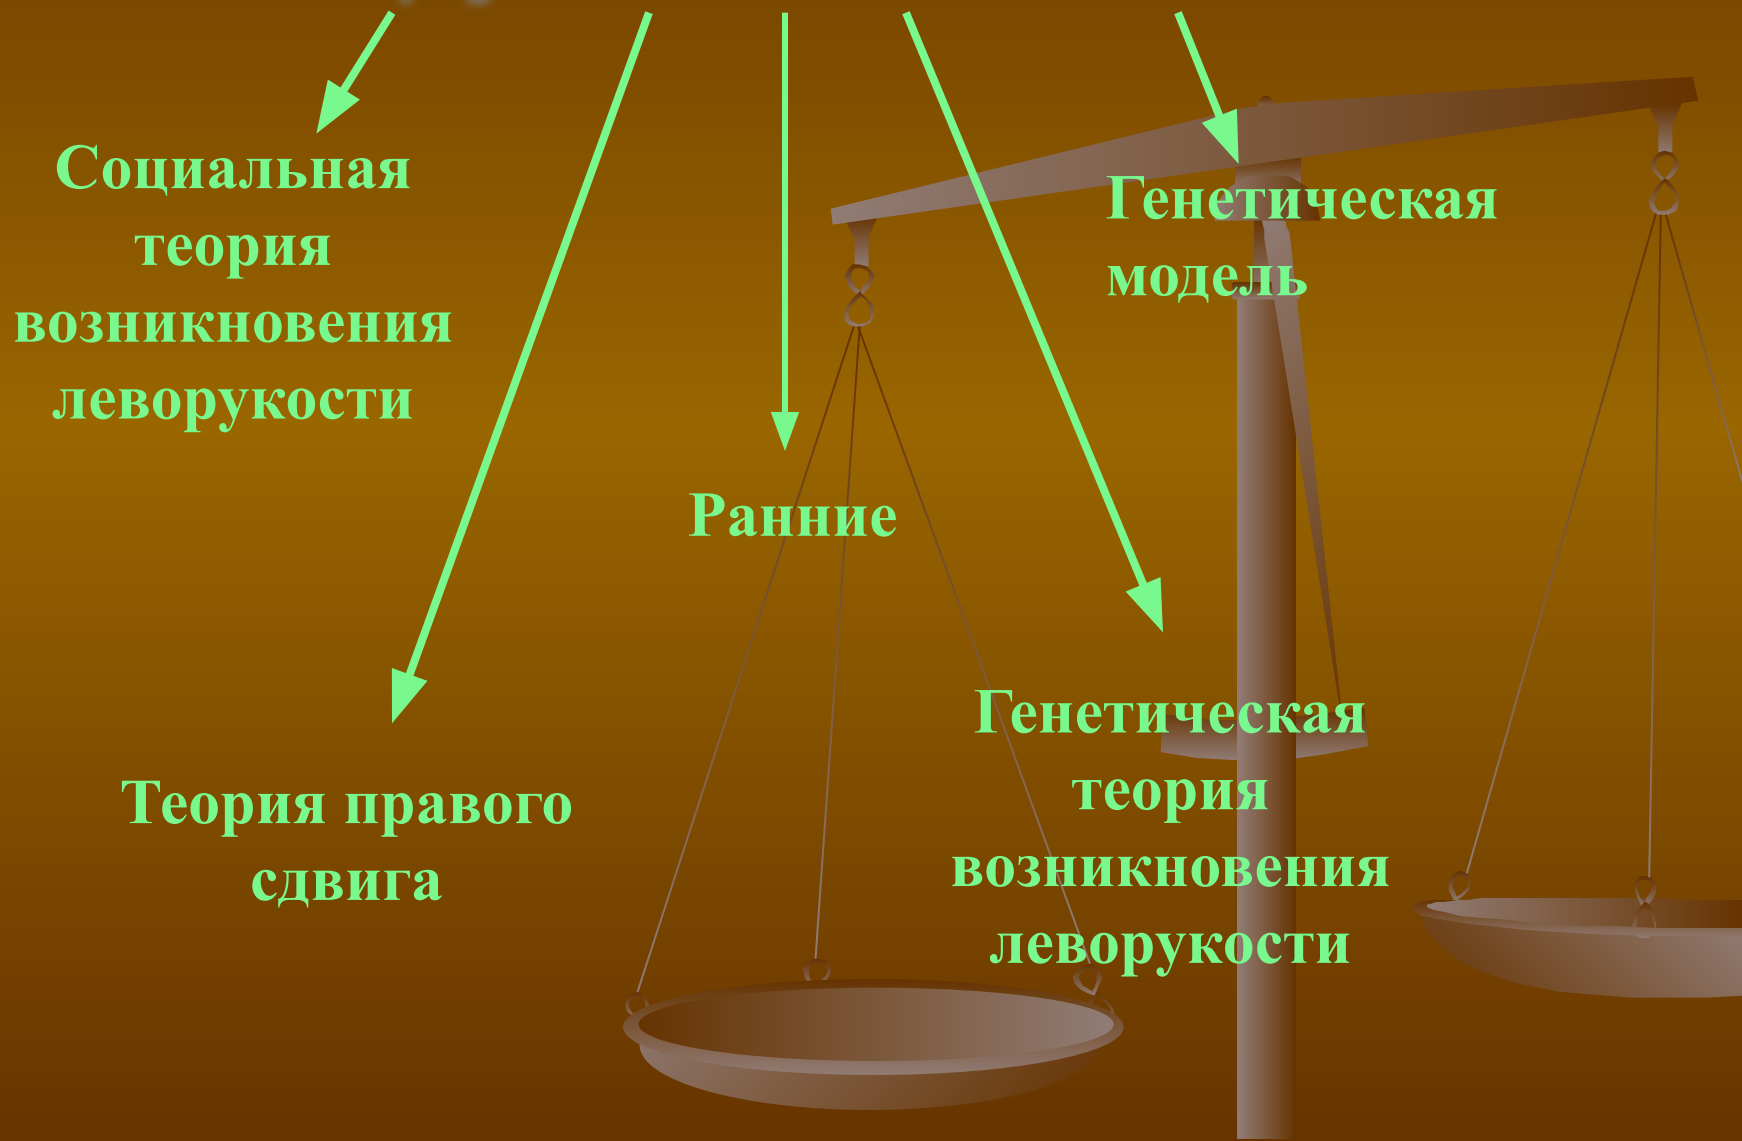 Социальная
теория
возникновения
леворукости
Генетическая
модель
Ранние
Теория правого
сдвига
Генетическая
теория
возникновения
леворукости